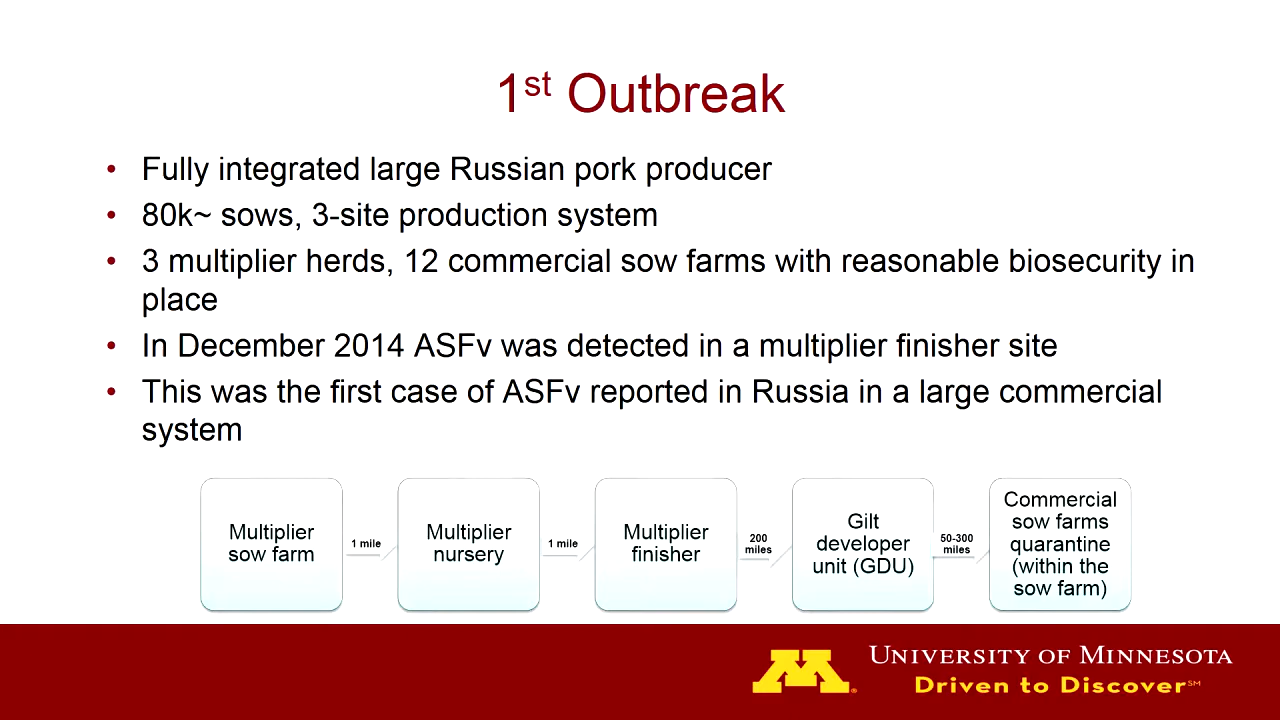 1st Outbreak
• Fully integrated large Russian pork producer
• 80k~ sows, 3-site production system
• 3 multiplier herds, 12 commercial sow farms with reasonable biosecurity in
place
• In December 2014 ASFv was detected in a multiplier finisher site
• This was the first case of ASFv reported in Russia in a large commercial
system
Multiplier
sow farm
1 mile
Multiplier
nursery
1 mile
Multiplier
finisher
200
miles
Gilt
developer
unit (GDU)
50-300
miles
Commercial
sow farms
quarantine
(within the
sow farm)
M®
UNIVERSITY OF MINNESOTA
Driven to Discover℠